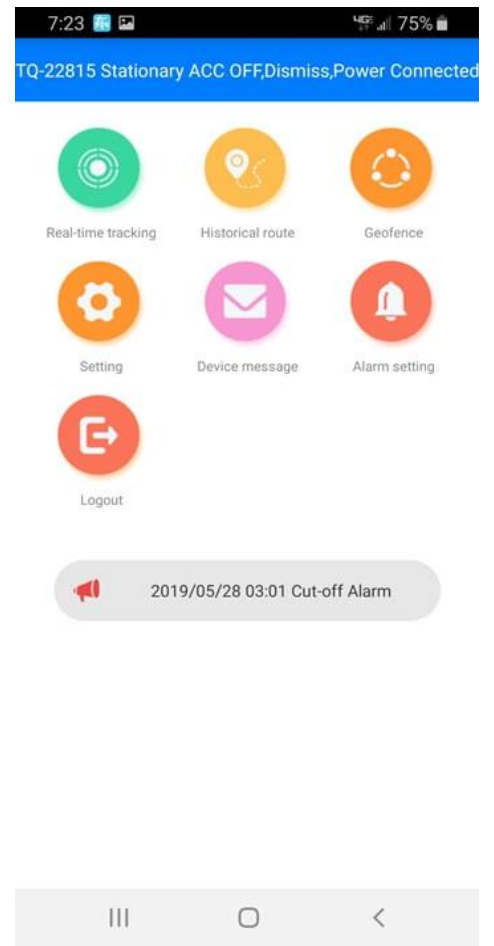 7:23 4GE 75%
TQ-22815 Stationary ACC OFF,Dismiss,Power Connected
Real-time tracking Historical route Geofence
Setting Device message Alarm setting
Logout
2019/05/28 03:01 Cut-off Alarm